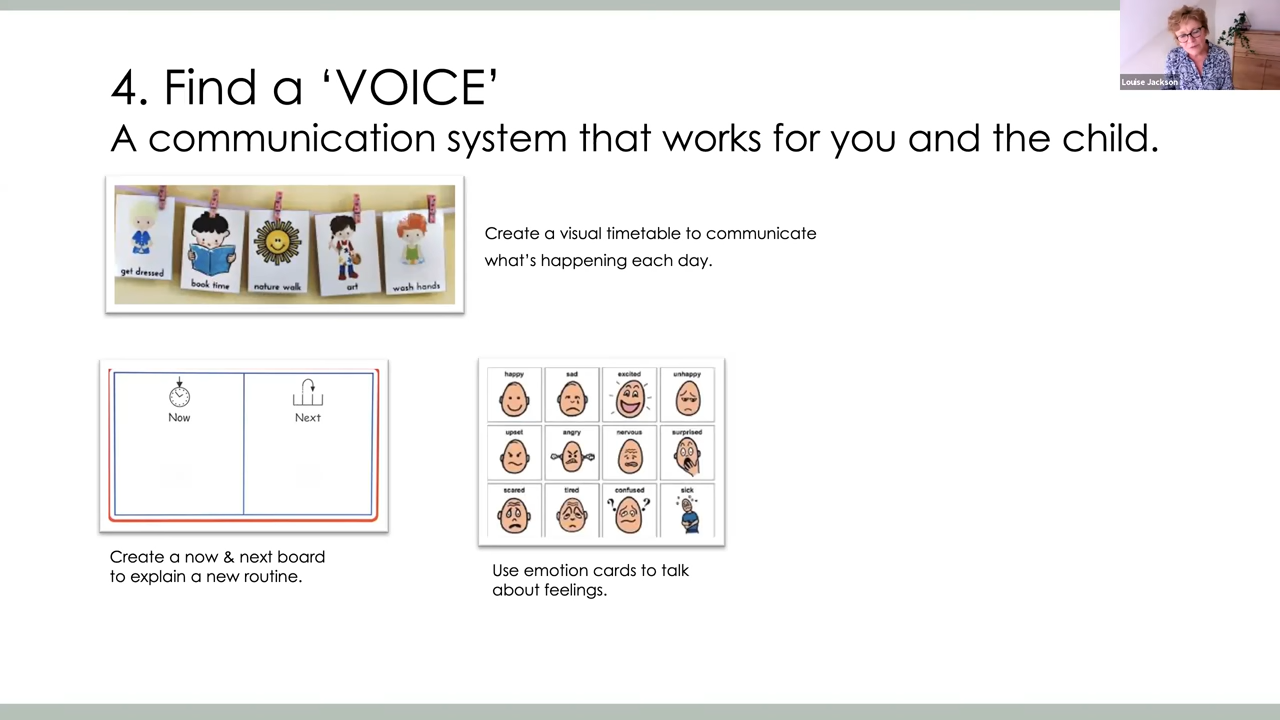 Louise Jackson
4. Find a ‘VOICE’
A communication system that works for you and the child.
get dressed
book time
nature walk
art
wash hands
Create a visual timetable to communicate
what’s happening each day.
Now
Next
Create a now & next board
to explain a new routine.
happy sad excited unhappy
upset angry nervous surprised
scared tired confused sick
Use emotion cards to talk
about feelings.